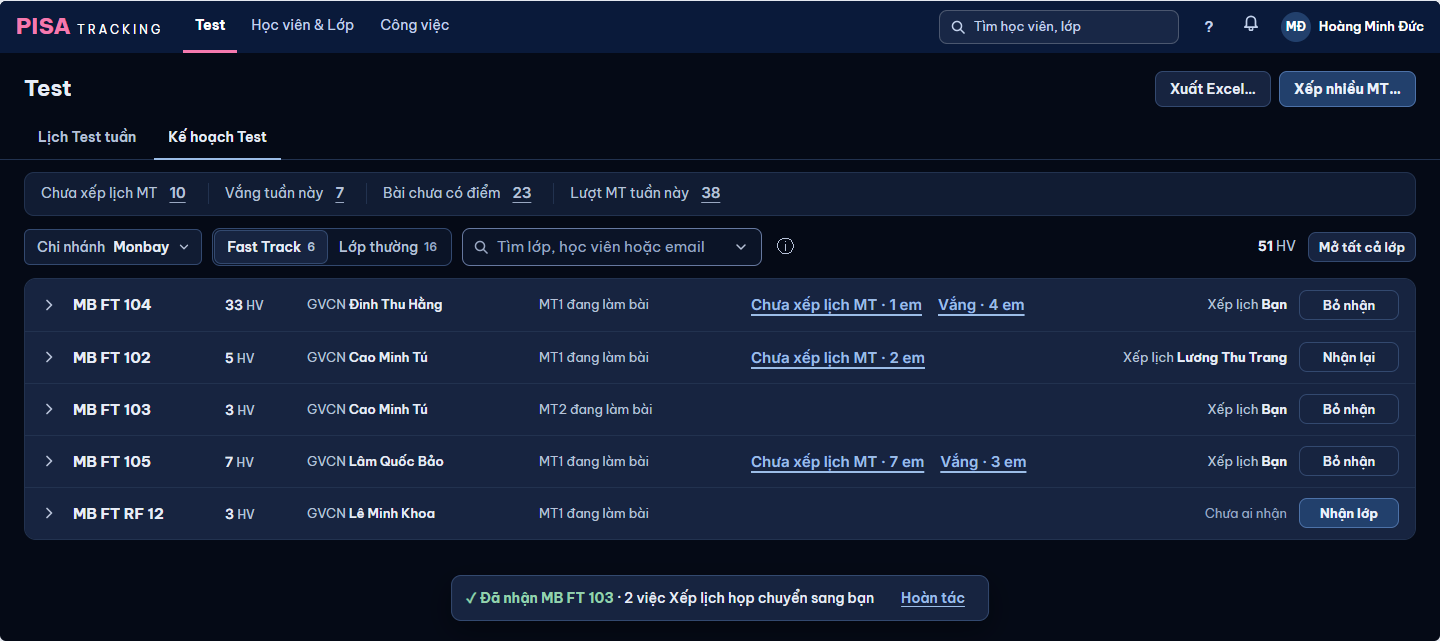 PISA TRACKING Test Học viên & Lớp Công việc Tìm học viên, lớp ? MĐ Hoàng Minh Đức
Test Xuất Excel... Xếp nhiều MT...
Lịch Test tuần Kế hoạch Test
Chưa xếp lịch MT 10 Vắng tuần này 7 Bài chưa có điểm 23 Lượt MT tuần này 38
Chi nhánh Monbay Fast Track 6 Lớp thường 16 Tìm lớp, học viên hoặc email 51 HV Mở tất cả lớp
MB FT 104 33 HV GVCN Đinh Thu Hằng MT1 đang làm bài Chưa xếp lịch MT · 1 em Vắng · 4 em Xếp lịch Bạn Bỏ nhận
MB FT 102 5 HV GVCN Cao Minh Tú MT1 đang làm bài Chưa xếp lịch MT · 2 em Xếp lịch Lương Thu Trang Nhận lại
MB FT 103 3 HV GVCN Cao Minh Tú MT2 đang làm bài Xếp lịch Bạn Bỏ nhận
MB FT 105 7 HV GVCN Lâm Quốc Bảo MT1 đang làm bài Chưa xếp lịch MT · 7 em Vắng · 3 em Xếp lịch Bạn Bỏ nhận
MB FT RF 12 3 HV GVCN Lê Minh Khoa MT1 đang làm bài Chưa ai nhận Nhận lớp
✓ Đã nhận MB FT 103 · 2 việc Xếp lịch họp chuyển sang bạn Hoàn tác